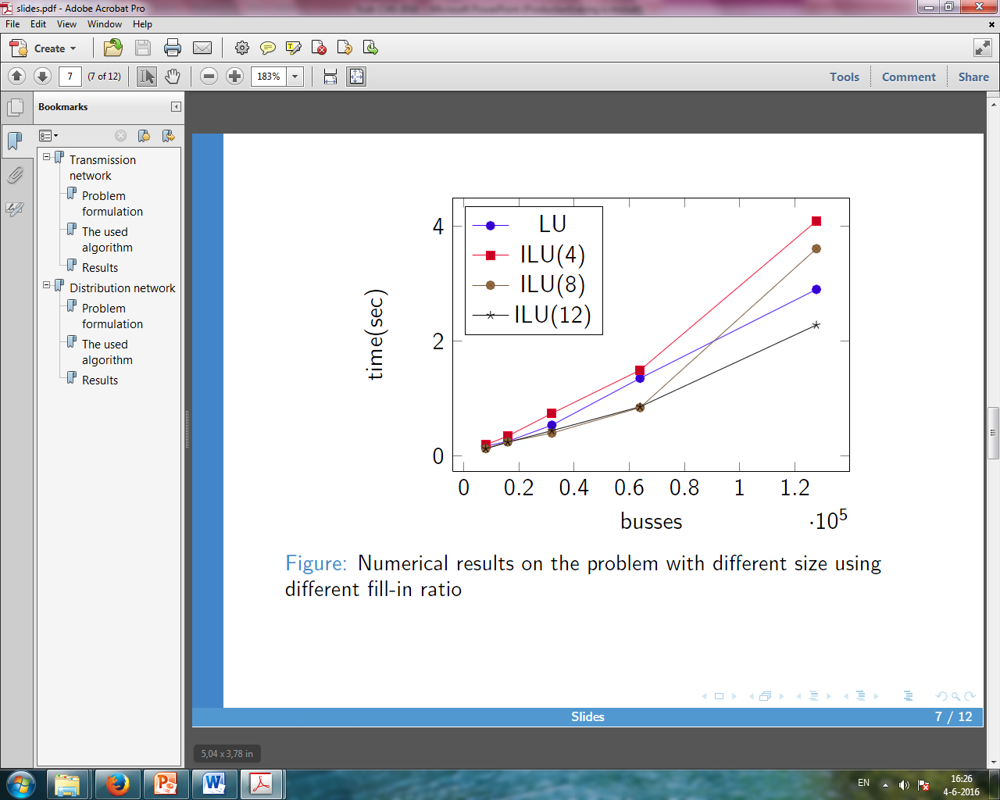 slides.pdf - Adobe Acrobat Pro
File Edit View Window Help
Create
7 (7 of 12) 183% Tools Comment Share
Bookmarks
Transmission
network
Problem
formulation
The used
algorithm
Results
Distribution network
Problem
formulation
The used
algorithm
Results
LU
ILU(4)
ILU(8)
ILU(12)
time(sec)
4
2
0
0 0.2 0.4 0.6 0.8 1 1.2
busses ·10⁵
Figure: Numerical results on the problem with different size using
different fill-in ratio
Slides 7 / 12
5,04 x 3,78 in
EN 16:26
4-6-2016